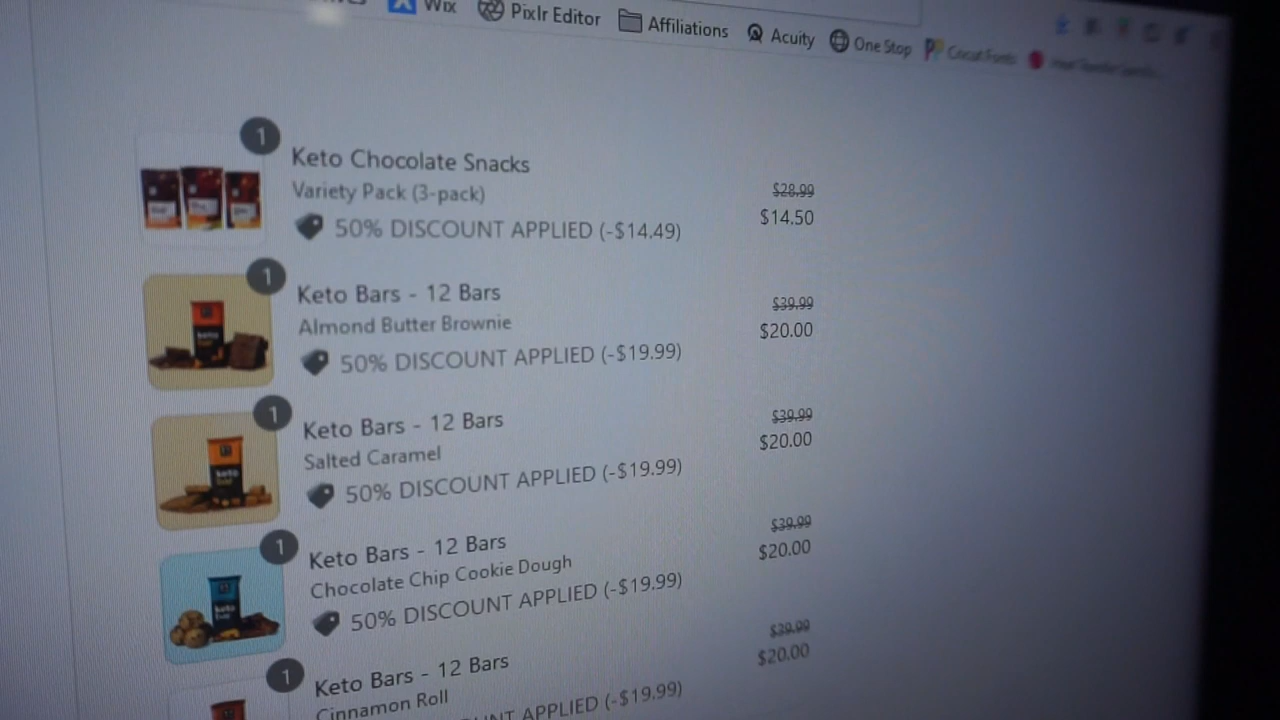 Wix Pixlr Editor Affiliations Acuity One Stop
1
Keto Chocolate Snacks
Variety Pack (3-pack)
50% DISCOUNT APPLIED (-$14.49)
$28.99
$14.50
1
Keto Bars - 12 Bars
Almond Butter Brownie
50% DISCOUNT APPLIED (-$19.99)
$39.99
$20.00
1
Keto Bars - 12 Bars
Salted Caramel
50% DISCOUNT APPLIED (-$19.99)
$39.99
$20.00
1
Keto Bars - 12 Bars
Chocolate Chip Cookie Dough
50% DISCOUNT APPLIED (-$19.99)
$39.99
$20.00
1
Keto Bars - 12 Bars
Cinnamon Roll
APPLIED (-$19.99)
$39.99
$20.00